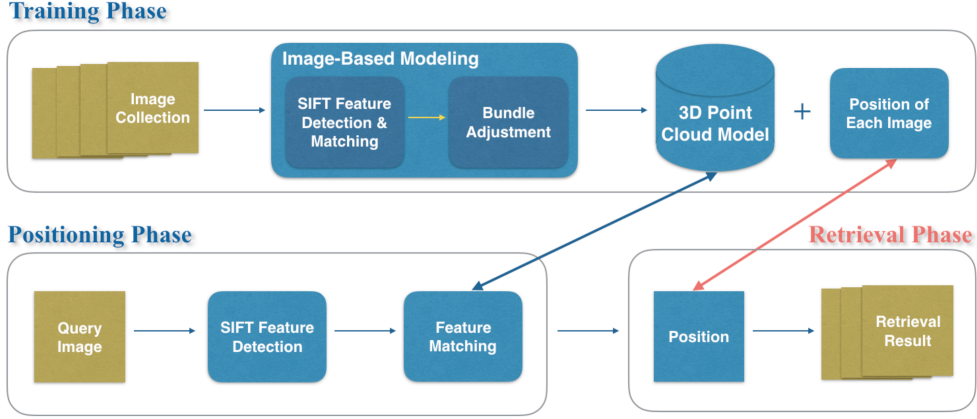 Training Phase
Image
Collection
Image-Based Modeling
SIFT Feature
Detection &
Matching
Bundle
Adjustment
3D Point
Cloud Model
+
Position of
Each Image
Positioning Phase
Query
Image
SIFT Feature
Detection
Feature
Matching
Retrieval Phase
Position
Retrieval
Result